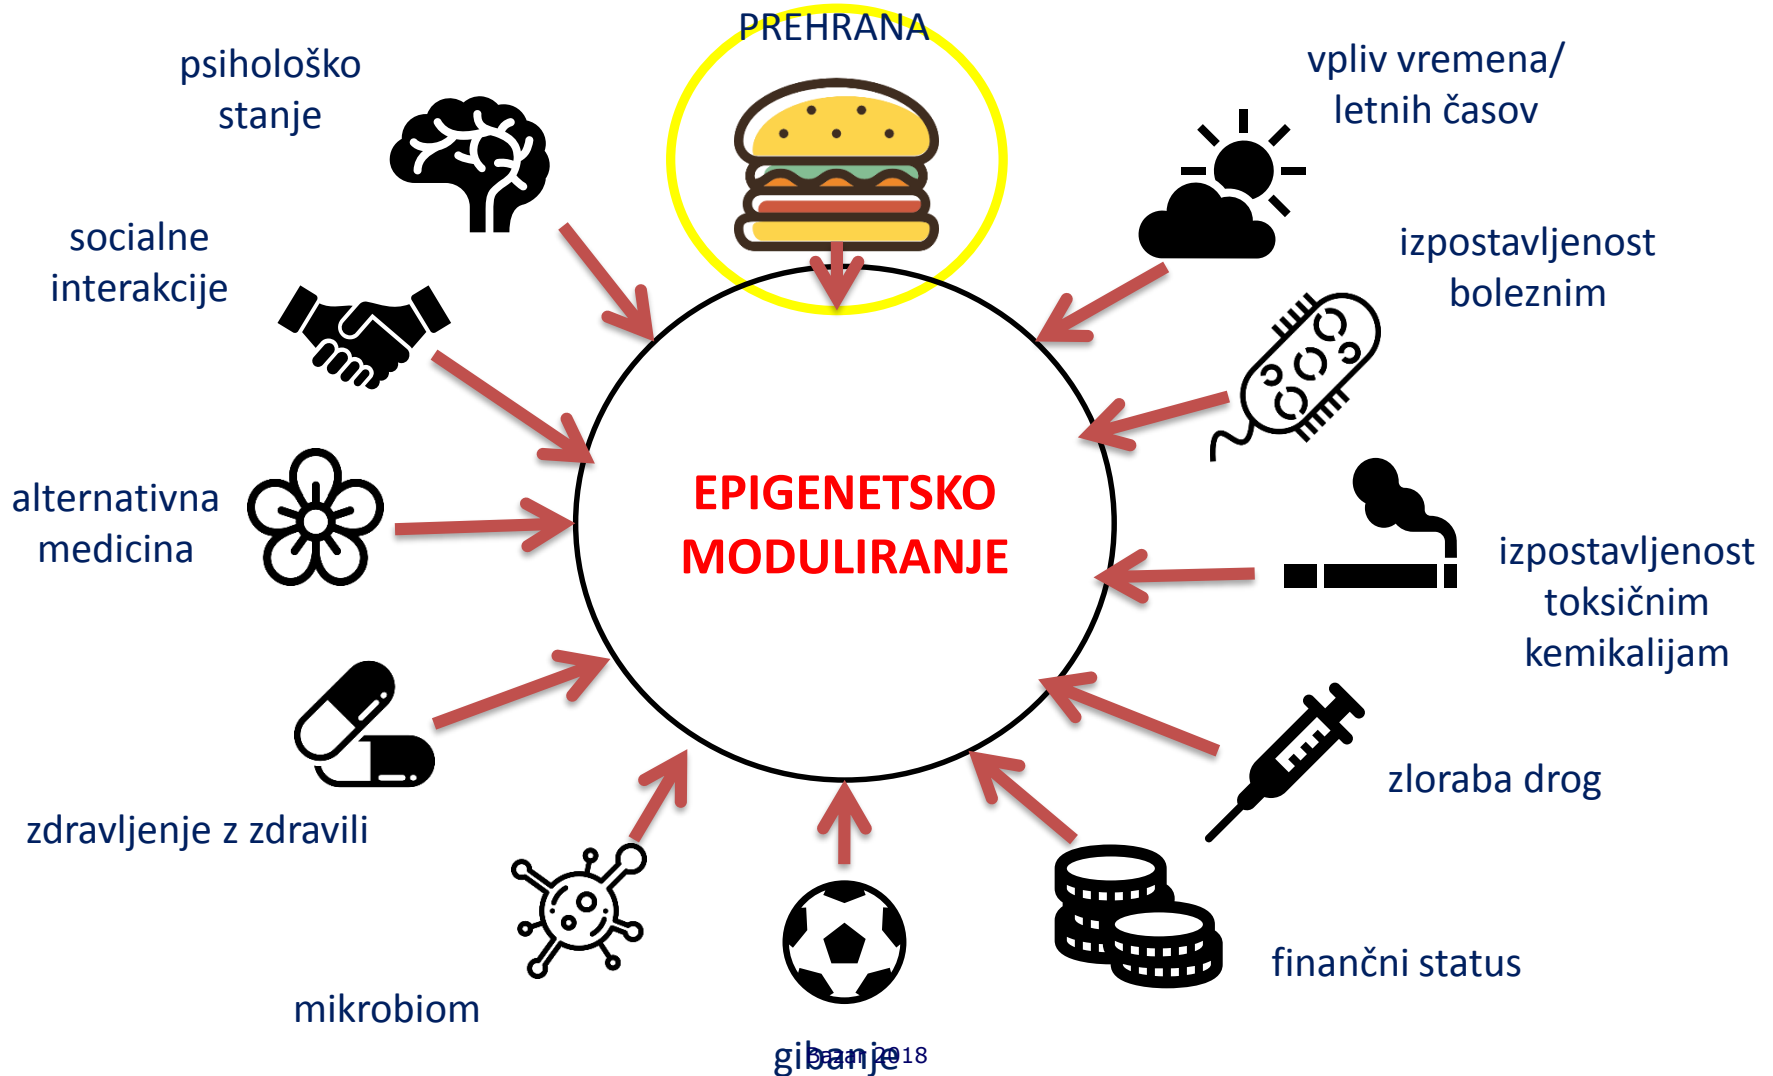 PREHRANA
vpliv vremena/
letnih časov
izpostavljenost
boleznim
izpostavljenost
toksičnim
kemikalijam
zloraba drog
finančni status
gibanje
Bazar 2018
mikrobiom
zdravljenje z zdravili
alternativna
medicina
socialne
interakcije
psihološko
stanje
EPIGENETSKO
MODULIRANJE